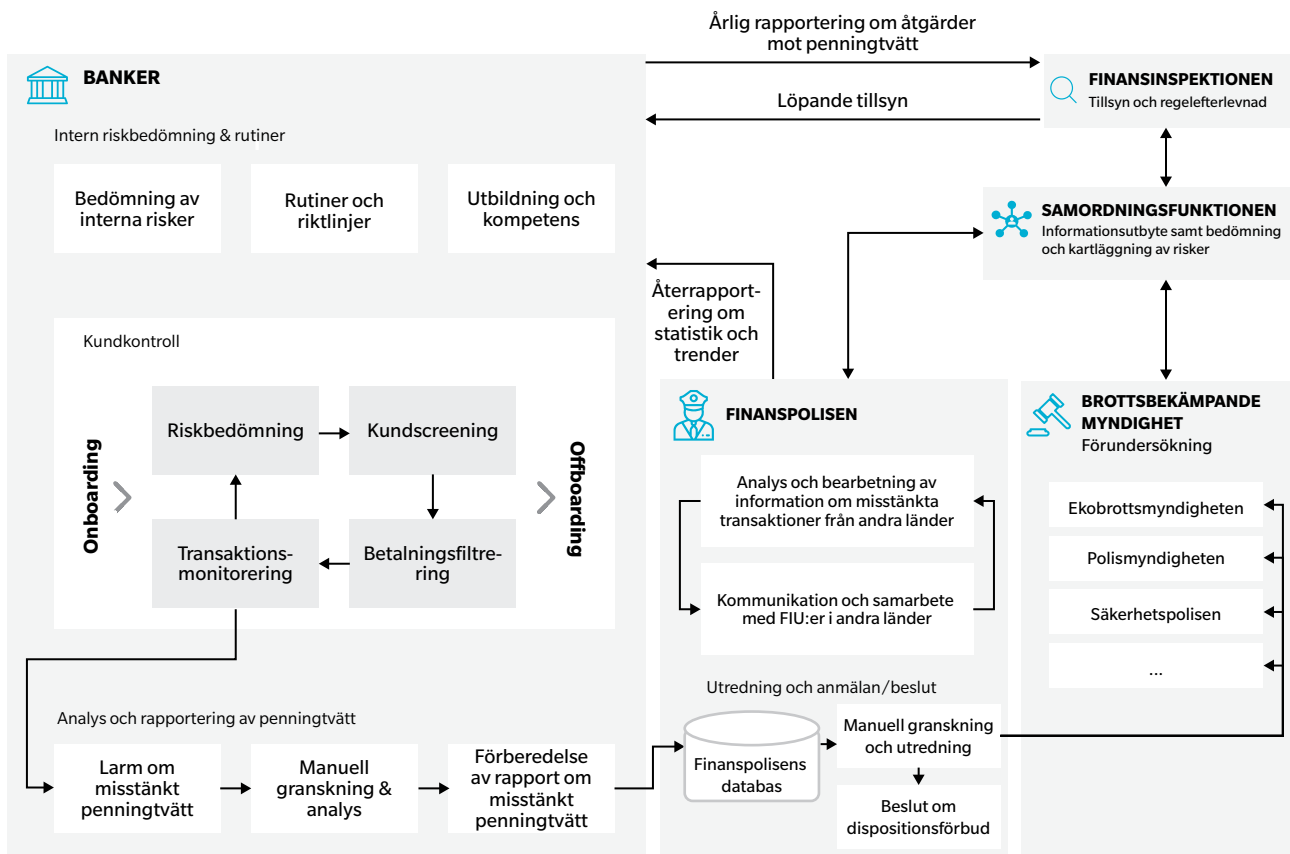 Årlig rapportering om åtgärder
mot penningtvätt
BANKER
FINANSINSPEKTIONEN
Tillsyn och regelefterlevnad
Löpande tillsyn
Intern riskbedömning & rutiner
Bedömning av
interna risker
Rutiner och
riktlinjer
Utbildning och
kompetens
SAMORDNINGSFUNKTIONEN
Informationsutbyte samt bedömning
och kartläggning av risker
Återrapport-
ering om
statistik och
trender
Kundkontroll
Onboarding
Riskbedömning
Kundscreening
Transaktions-
monitorering
Betalningsfiltre-
ring
Offboarding
FINANSPOLISEN
Analys och bearbetning av
information om misstänkta
transaktioner från andra länder
Kommunikation och samarbete
med FIU:er i andra länder
BROTTSBEKÄMPANDE
MYNDIGHET
Förundersökning
Ekobrottsmyndigheten
Polismyndigheten
Säkerhetspolisen
...
Analys och rapportering av penningtvätt
Larm om
misstänkt
penningtvätt
Manuell
granskning &
analys
Förberedelse
av rapport om
misstänkt
penningtvätt
Utredning och anmälan/beslut
Finanspolisens
databas
Manuell granskning
och utredning
Beslut om
dispositionsförbud